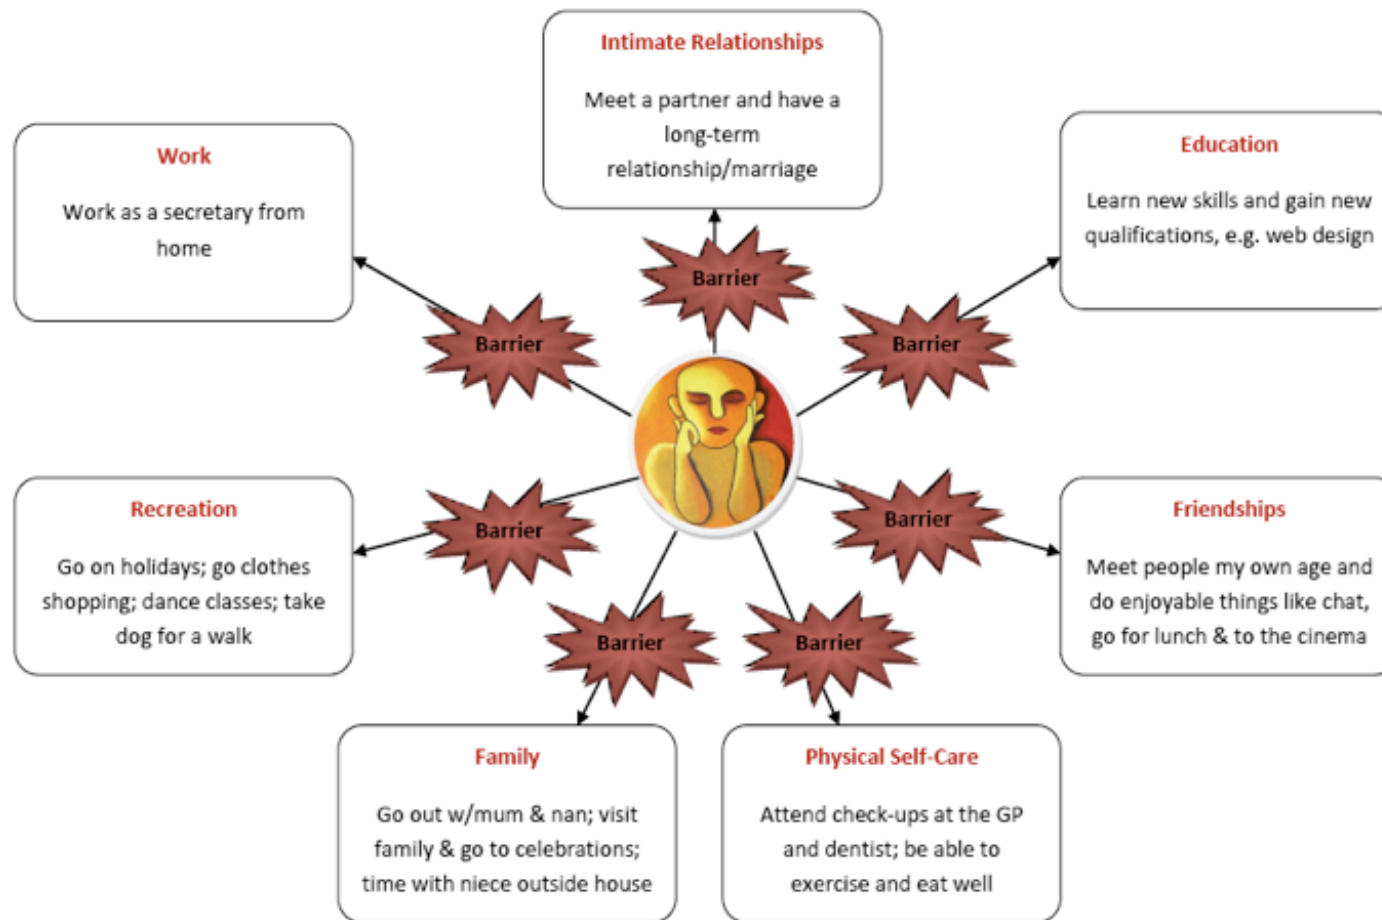 Intimate Relationships
Meet a partner and have a
long-term
relationship/marriage
Work
Work as a secretary from
home
Education
Learn new skills and gain new
qualifications, e.g. web design
Barrier
Barrier
Barrier
Recreation
Go on holidays; go clothes
shopping; dance classes; take
dog for a walk
Barrier
Barrier
Friendships
Meet people my own age and
do enjoyable things like chat,
go for lunch & to the cinema
Barrier
Barrier
Family
Go out w/mum & nan; visit
family & go to celebrations;
time with niece outside house
Physical Self-Care
Attend check-ups at the GP
and dentist; be able to
exercise and eat well